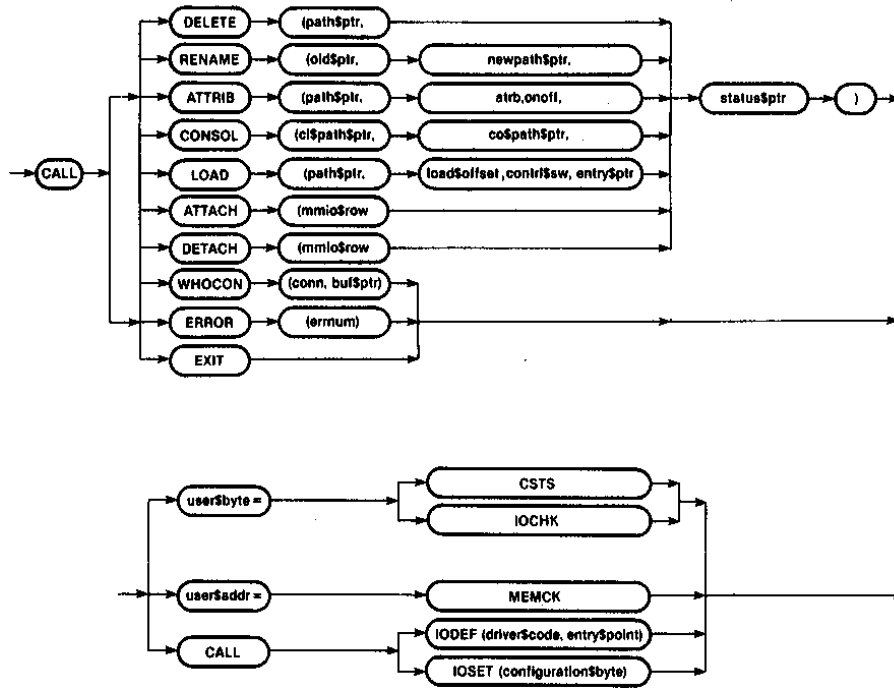 DELETE (path$ptr,
RENAME (old$ptr, newpath$ptr,
ATTRIB (path$ptr, atrb,onoff, status$ptr )
CONSOL (cl$path$ptr, co$path$ptr,
CALL LOAD (path$ptr, load$offset,contrl$sw, entry$ptr
ATTACH (mmio$row
DETACH (mmio$row
WHOCON (conn, buf$ptr)
ERROR (errnum)
EXIT
CSTS
user$byte =
IOCHK
user$addr = MEMCK
IODEF (driver$code, entry$point)
CALL
IOSET (configuration$byte)